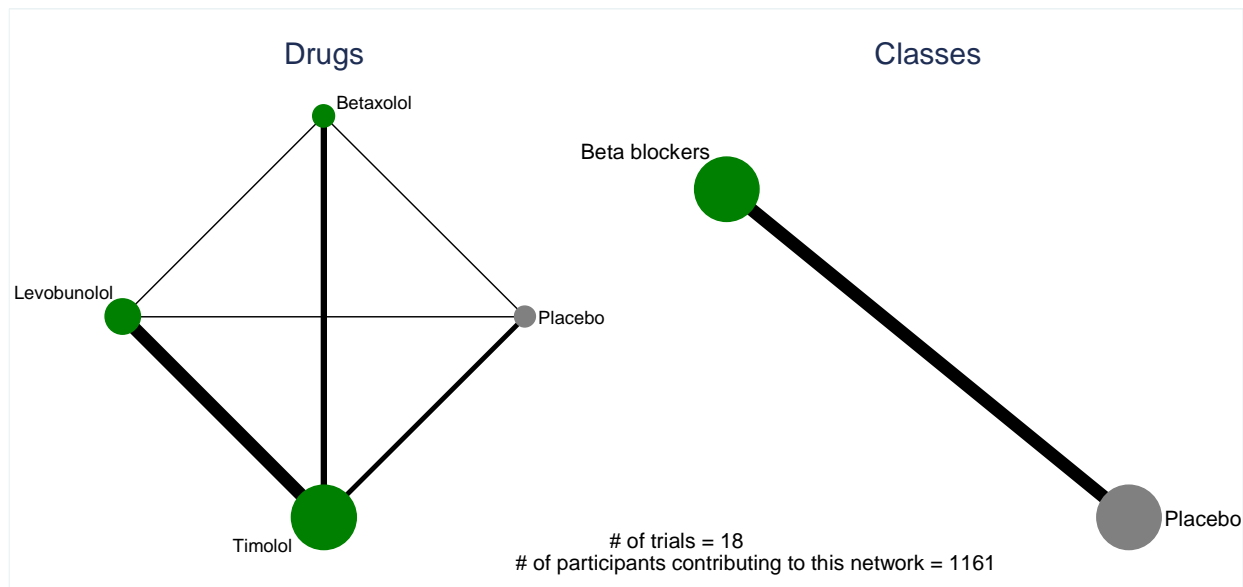 Drugs
Classes
Betaxolol
Beta blockers
Levobunolol
Placebo
Timolol
Placebo
# of trials = 18
# of participants contributing to this network = 1161